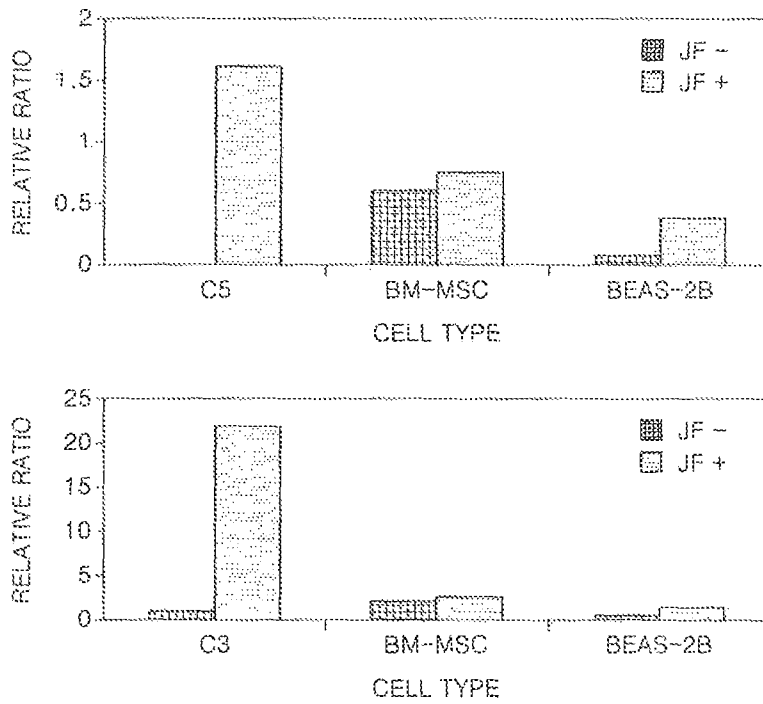 2
JF -
1.5
JF +
1
0.5
0
RELATIVE RATIO
C5 BM-MSC BEAS-2B
CELL TYPE
25
JF -
20
JF +
15
10
5
0
RELATIVE RATIO
C3 BM-MSC BEAS-2B
CELL TYPE